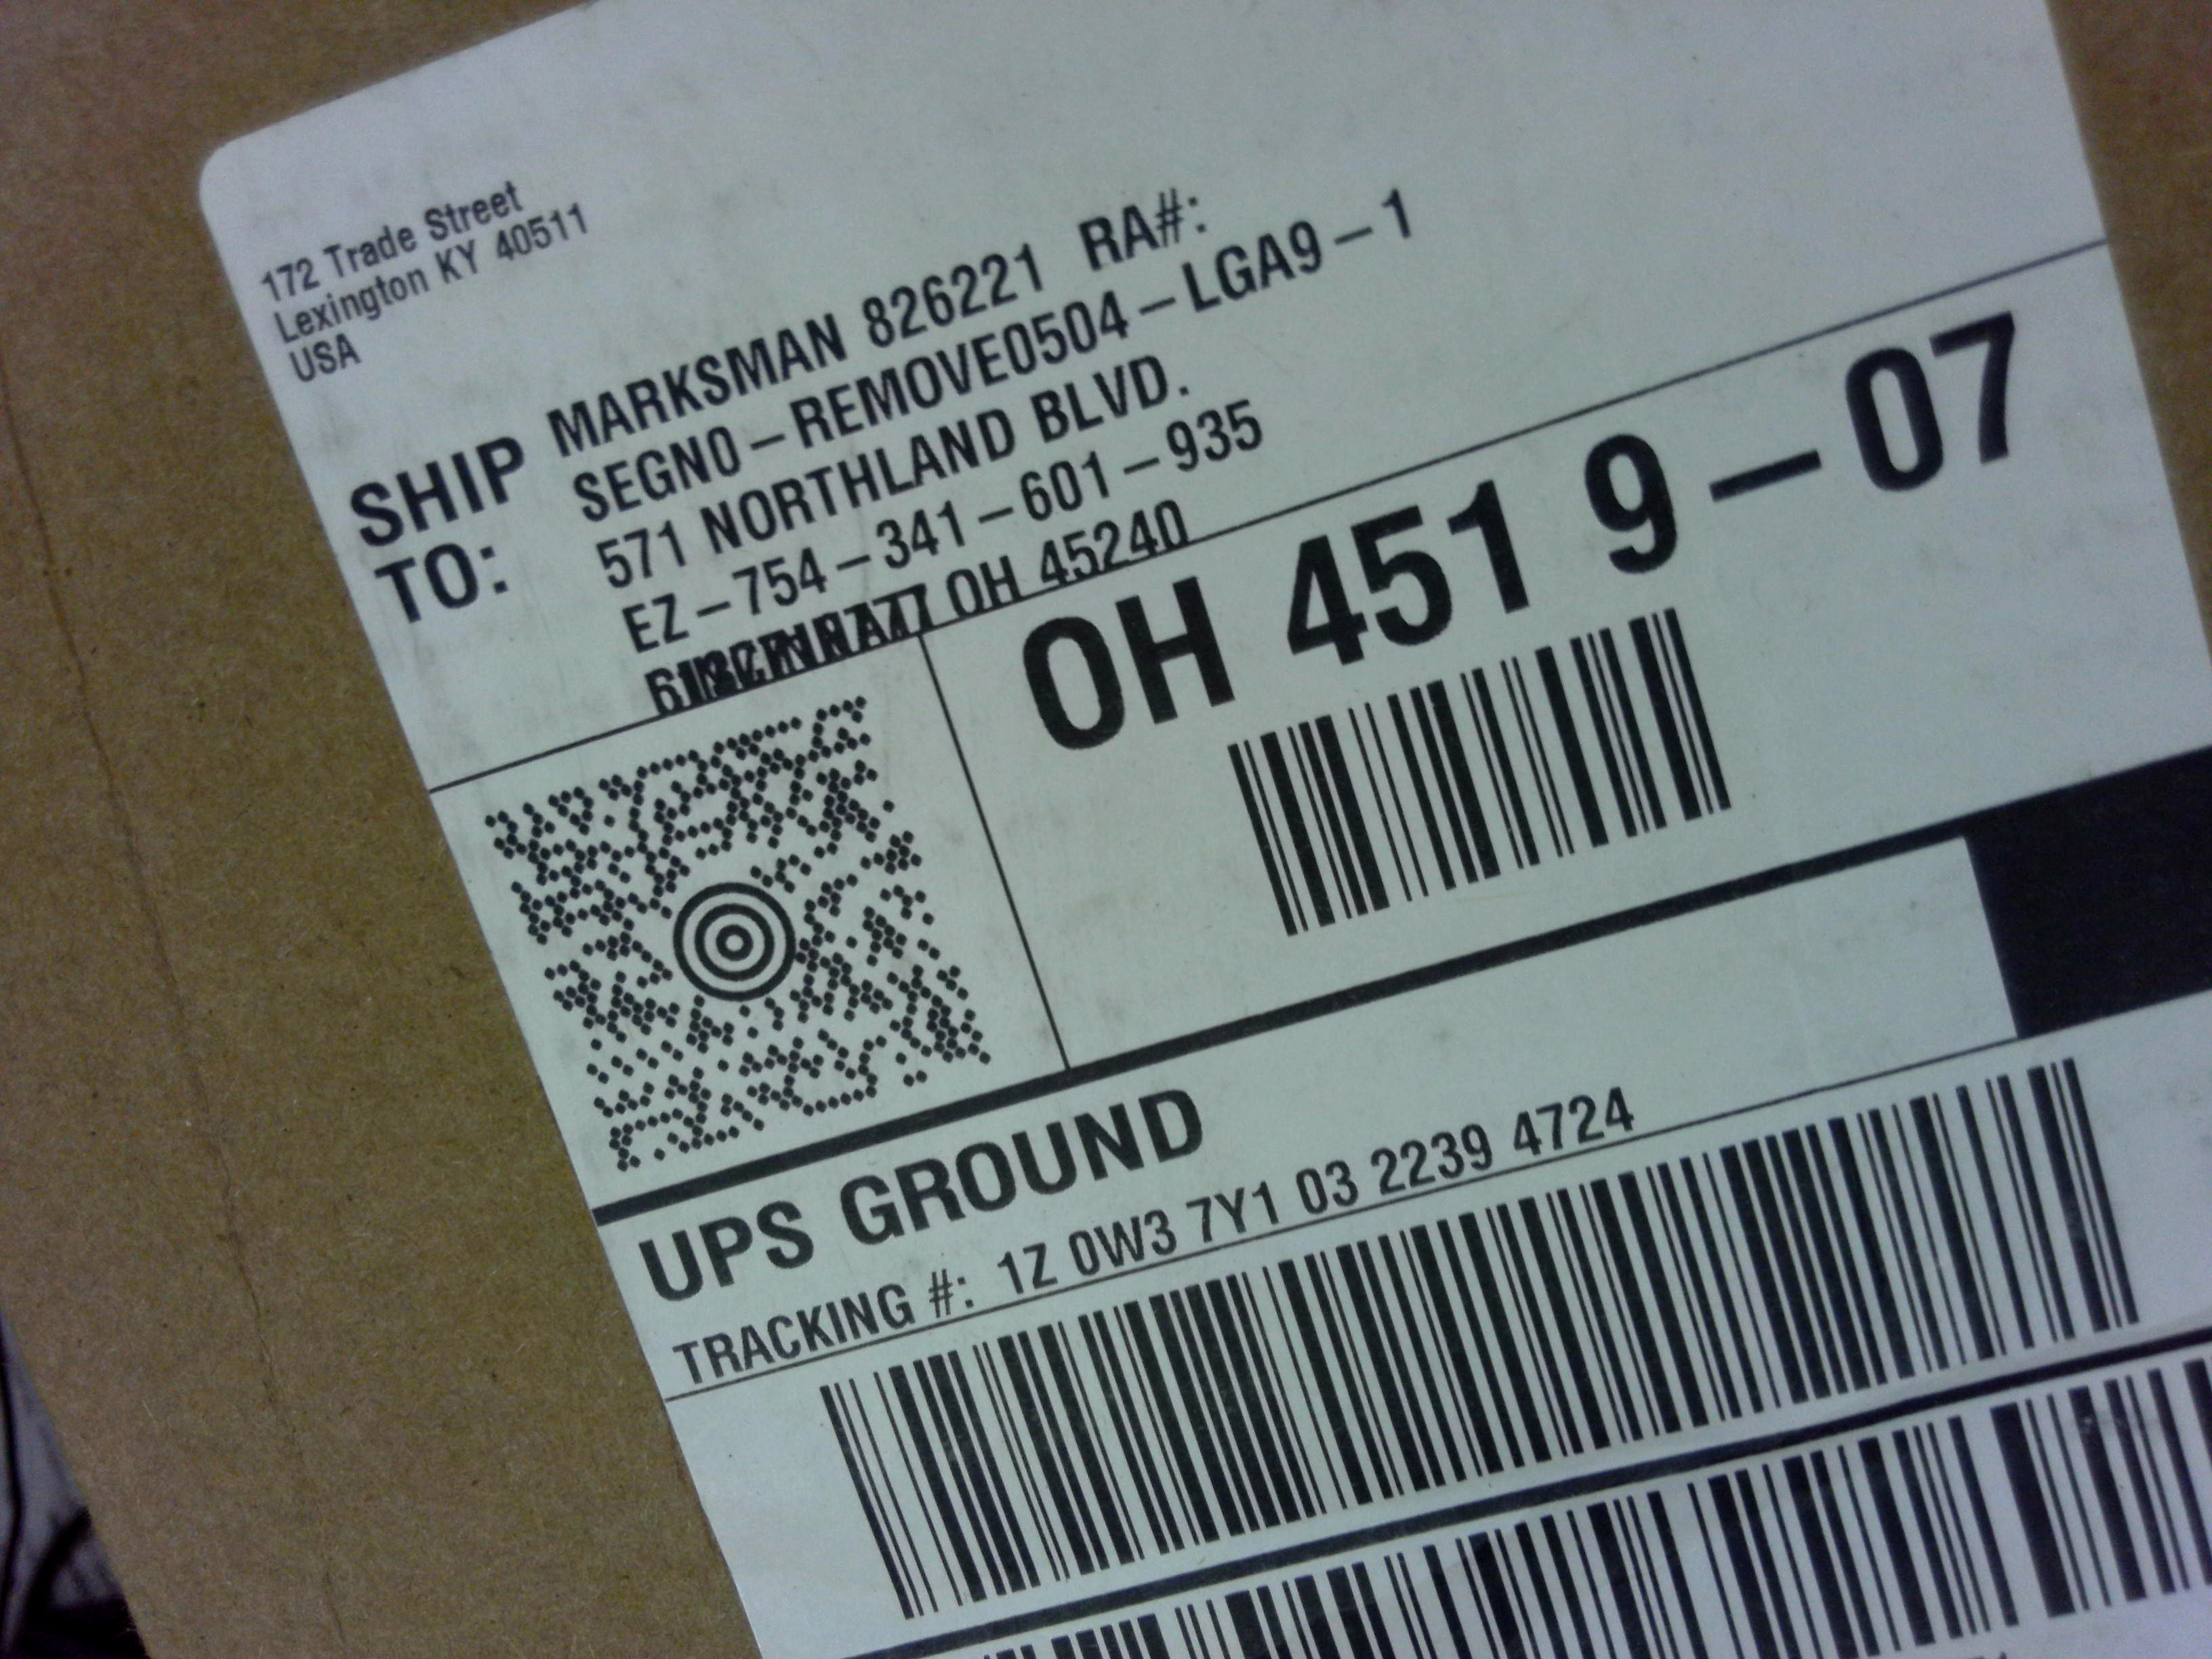 172 Trade Street
Lexington KY 40511
USA
SHIP TO:
MARKSMAN 826221 RA#:
SEGN0-REMOVE0504-LGA9-1
571 NORTHLAND BLVD.
EZ-754-341-601-935
OH 45240
OH 451 9-07
UPS GROUND
TRACKING #: 1Z 0W3 7Y1 03 2239 4724